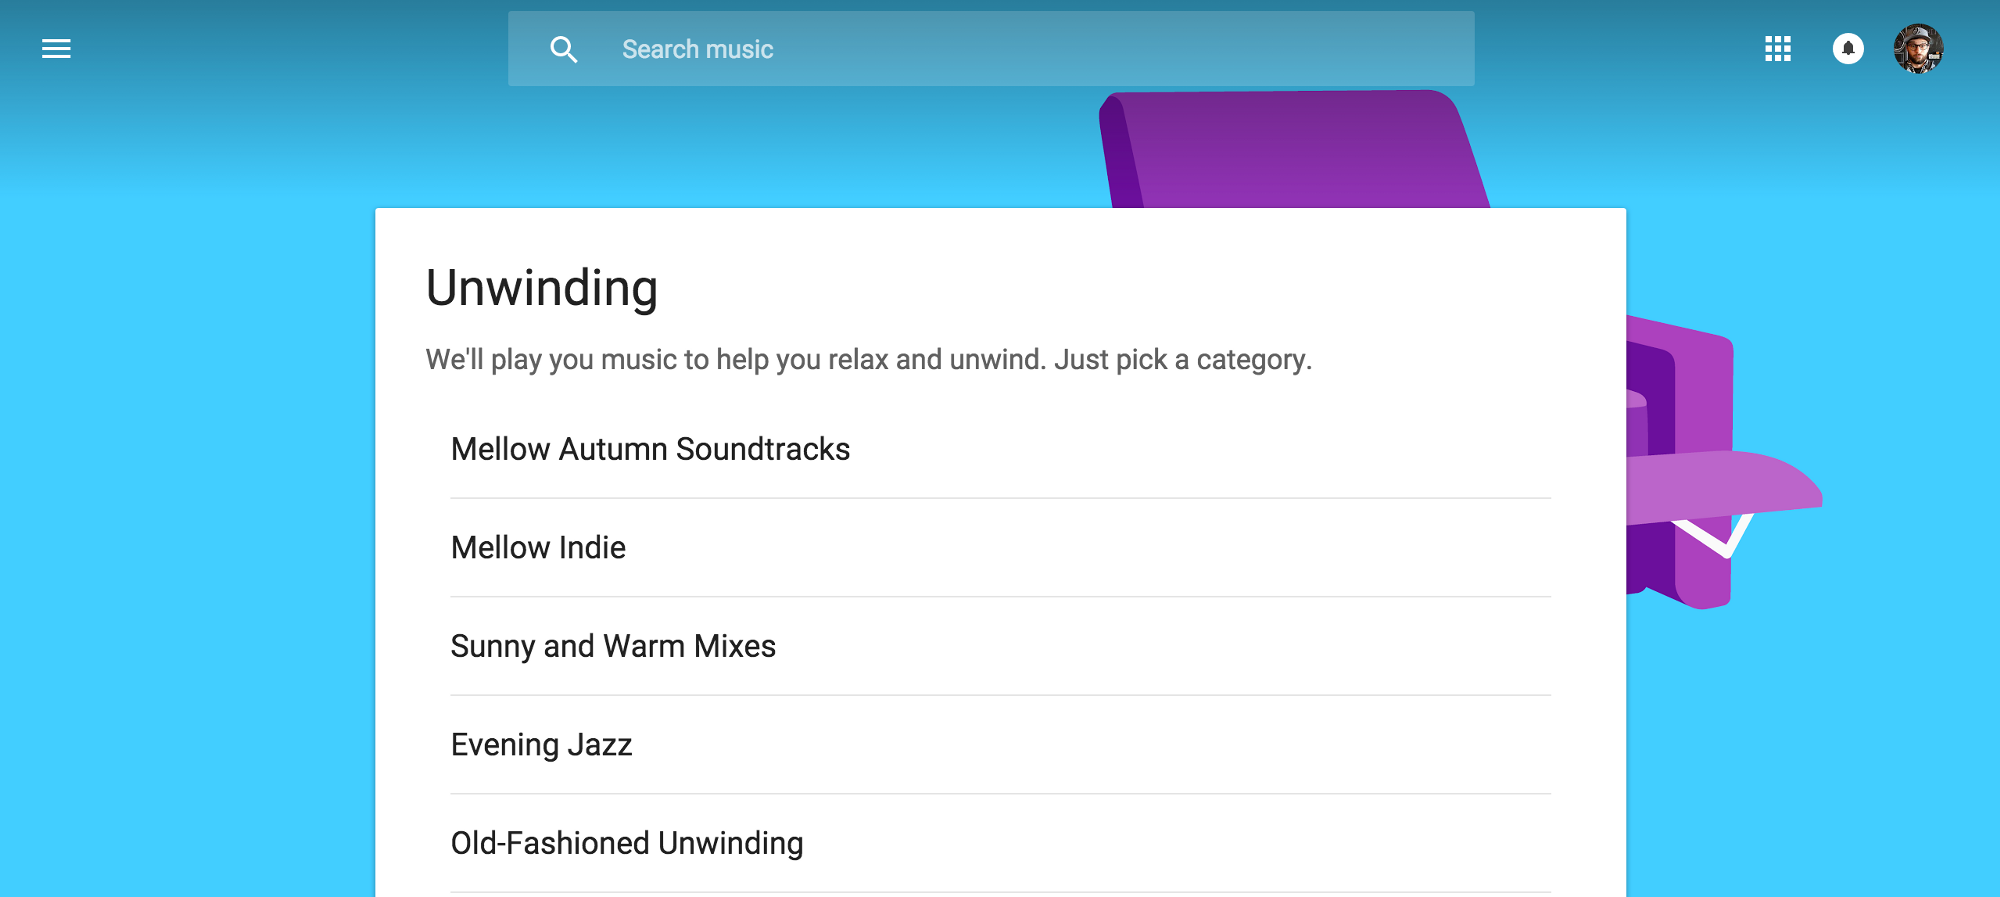 Search music
Unwinding
We'll play you music to help you relax and unwind. Just pick a category.
Mellow Autumn Soundtracks
Mellow Indie
Sunny and Warm Mixes
Evening Jazz
Old-Fashioned Unwinding